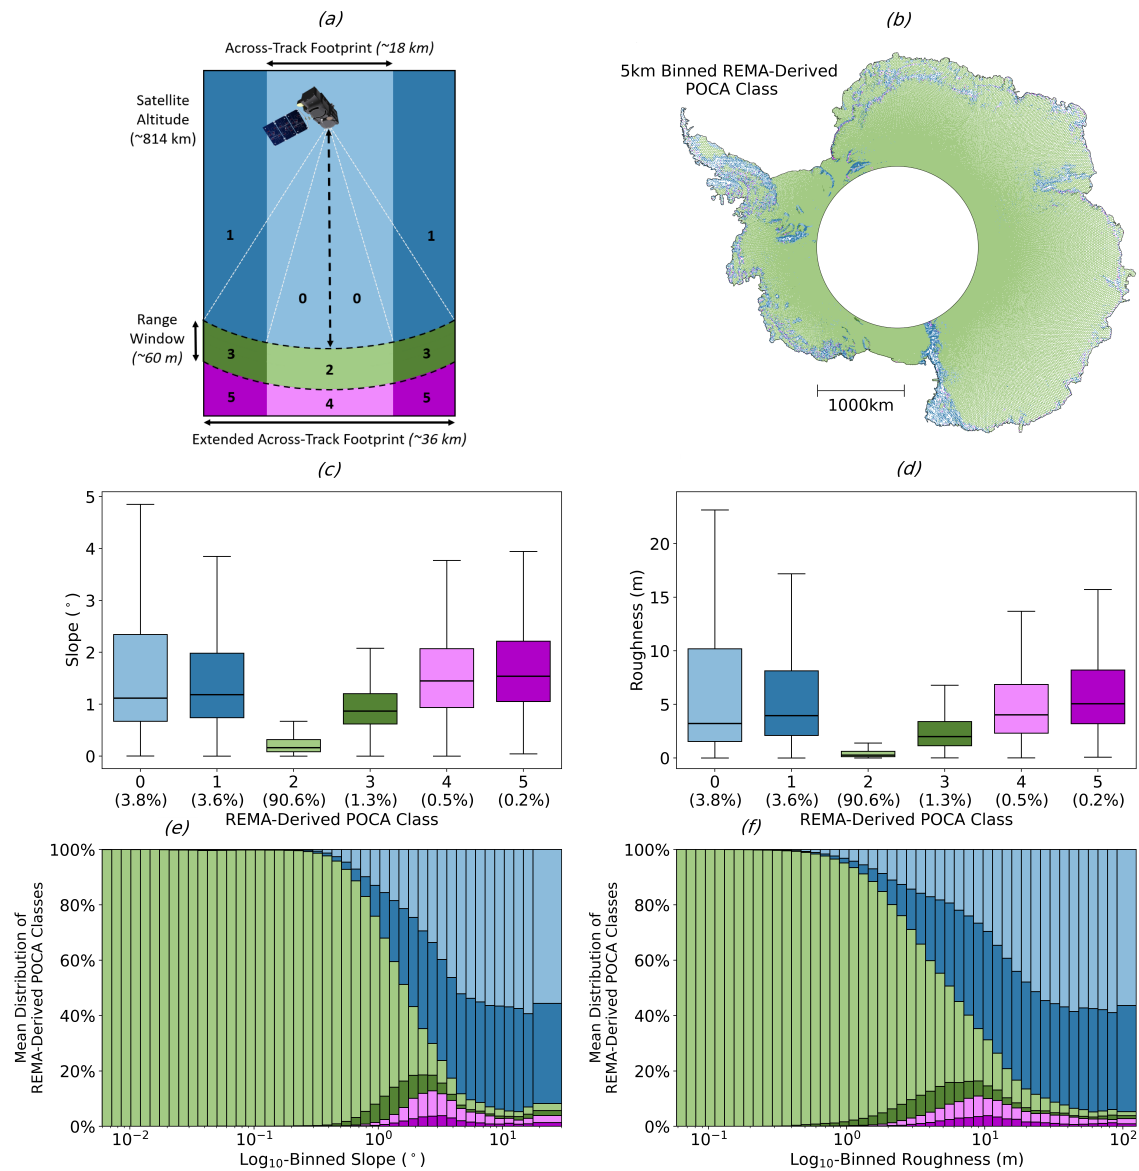 (a)
Across-Track Footprint (~18 km)
Satellite
Altitude
(~814 km)
1
1
0
0
Range
Window
(~60 m)
3
2
3
5
4
5
Extended Across-Track Footprint (~36 km)
(b)
5km Binned REMA-Derived
POCA Class
1000km
(c)
Slope (°)
5
4
3
2
1
0
0
1
2
3
4
5
(3.8%)
(3.6%)
(90.6%)
(1.3%)
(0.5%)
(0.2%)
REMA-Derived POCA Class
(d)
Roughness (m)
20
15
10
5
0
0
1
2
3
4
5
(3.8%)
(3.6%)
(90.6%)
(1.3%)
(0.5%)
(0.2%)
REMA-Derived POCA Class
(e)
Mean Distribution of
REMA-Derived POCA Classes
100%
80%
60%
40%
20%
0%
10⁻²
10⁻¹
10⁰
10¹
Log₁₀-Binned Slope (°)
(f)
Mean Distribution of
REMA-Derived POCA Classes
100%
80%
60%
40%
20%
0%
10⁻¹
10⁰
10¹
10²
Log₁₀-Binned Roughness (m)